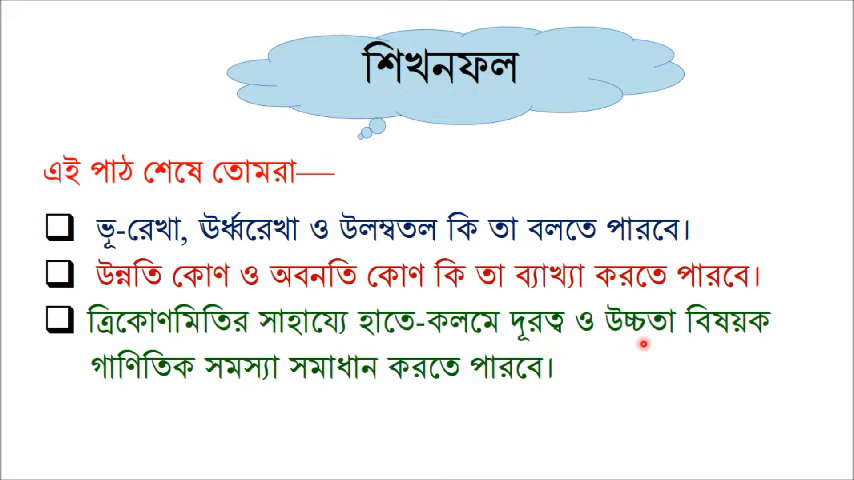 শিখনফল
এই পাঠ শেষে তোমরা—
ভূ-রেখা, ঊর্ধ্বরেখা ও উলম্বতল কি তা বলতে পারবে।
উন্নতি কোণ ও অবনতি কোণ কি তা ব্যাখ্যা করতে পারবে।
ত্রিকোণমিতির সাহায্যে হাতে-কলমে দূরত্ব ও উচ্চতা বিষয়ক
গাণিতিক সমস্যা সমাধান করতে পারবে।